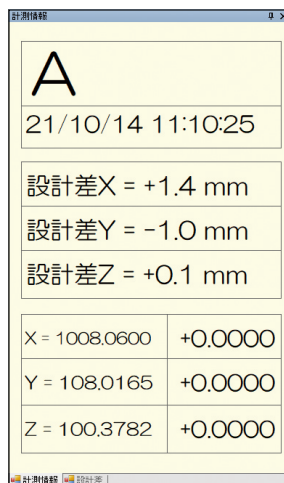 計測情報
A
21/10/14 11:10:25
設計差X = +1.4 mm
設計差Y = -1.0 mm
設計差Z = +0.1 mm
X = 1008.0600 +0.0000
Y = 108.0165 +0.0000
Z = 100.3782 +0.0000
計測情報 設計差